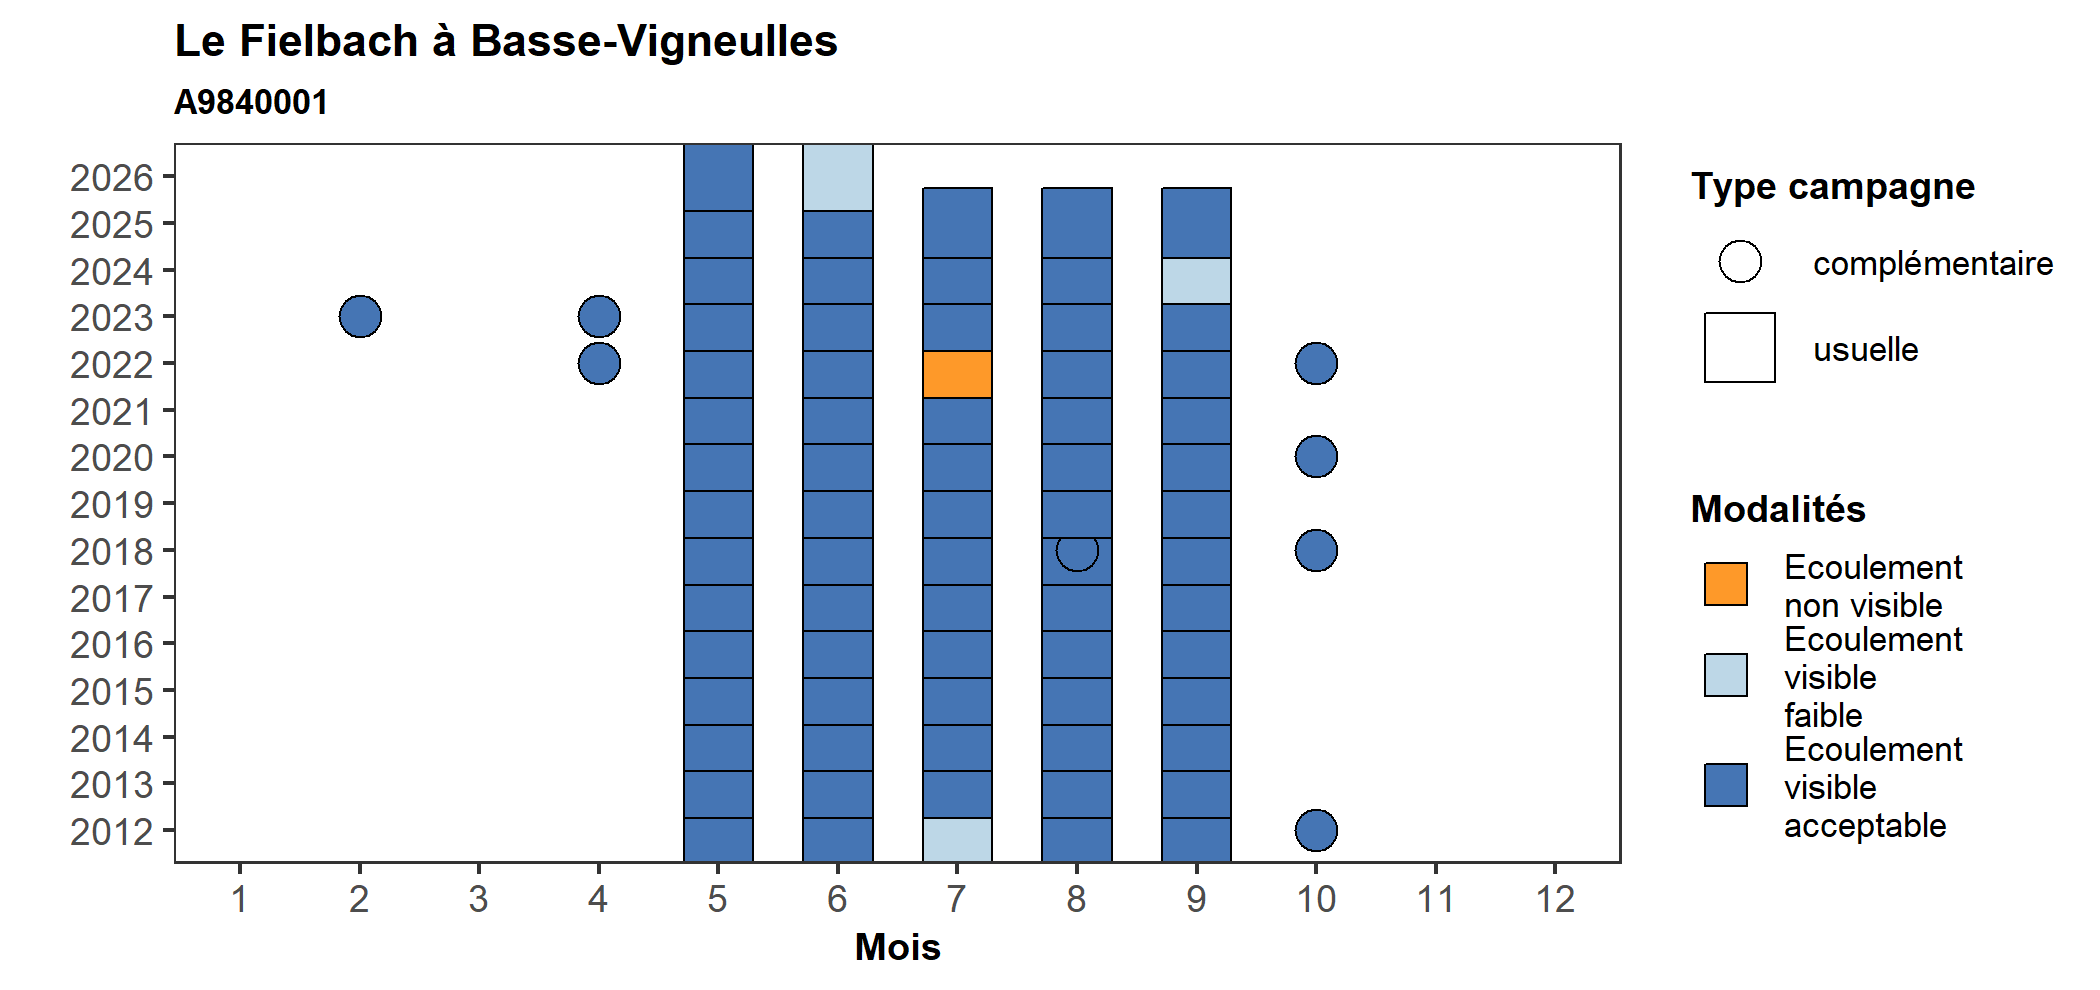 Le Fielbach à Basse-Vigneulles
A9840001
2026
2025
2024
2023
2022
2021
2020
2019
2018
2017
2016
2015
2014
2013
2012
1 2 3 4 5 6 7 8 9 10 11 12
Mois
Type campagne
complémentaire
usuelle
Modalités
Ecoulement
non visible
Ecoulement
visible
faible
Ecoulement
visible
acceptable